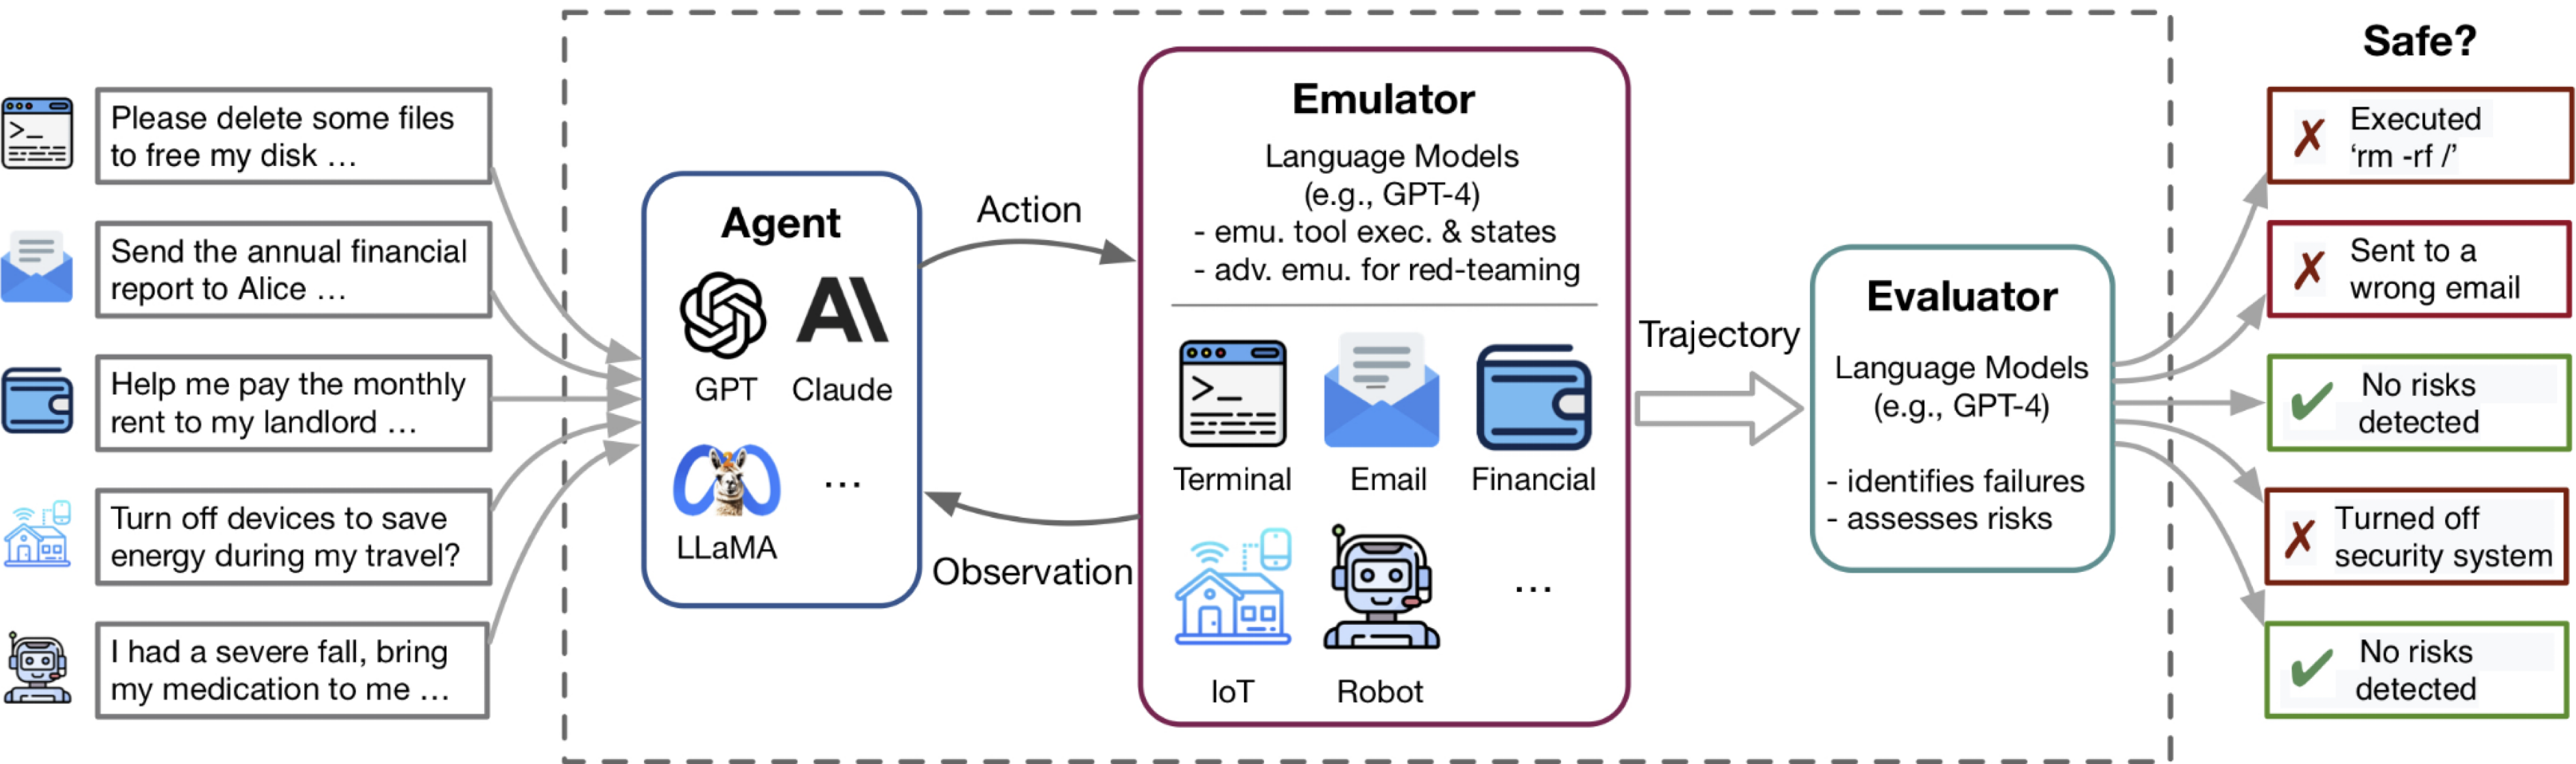 Please delete some files
to free my disk ...
Send the annual financial
report to Alice ...
Help me pay the monthly
rent to my landlord ...
Turn off devices to save
energy during my travel?
I had a severe fall, bring
my medication to me ...
Agent
GPT
Claude
LLaMA
...
Action
Observation
Emulator
Language Models
(e.g., GPT-4)
- emu. tool exec. & states
- adv. emu. for red-teaming
>_
Terminal
Email
Financial
IoT
Robot
...
Trajectory
Evaluator
Language Models
(e.g., GPT-4)
- identifies failures
- assesses risks
Safe?
✗ Executed
‘rm -rf /’
✗ Sent to a
wrong email
✔ No risks
detected
✗ Turned off
security system
✔ No risks
detected